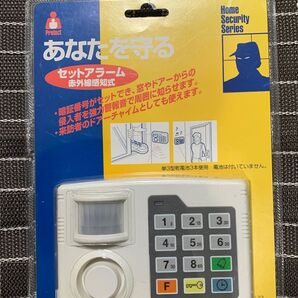 Protect
Home
Security
Series
あなたを守る
セットアラーム
赤外線感知式
・暗証番号がセットでき、窓やドアーからの
侵入者を強力警報音で周囲に知らせます。
・来訪者のドアーチャイムとしても使えます。
単3型乾電池3本使用 電池は付いていません。
1 2 3
4 5 6
7 8 9
F